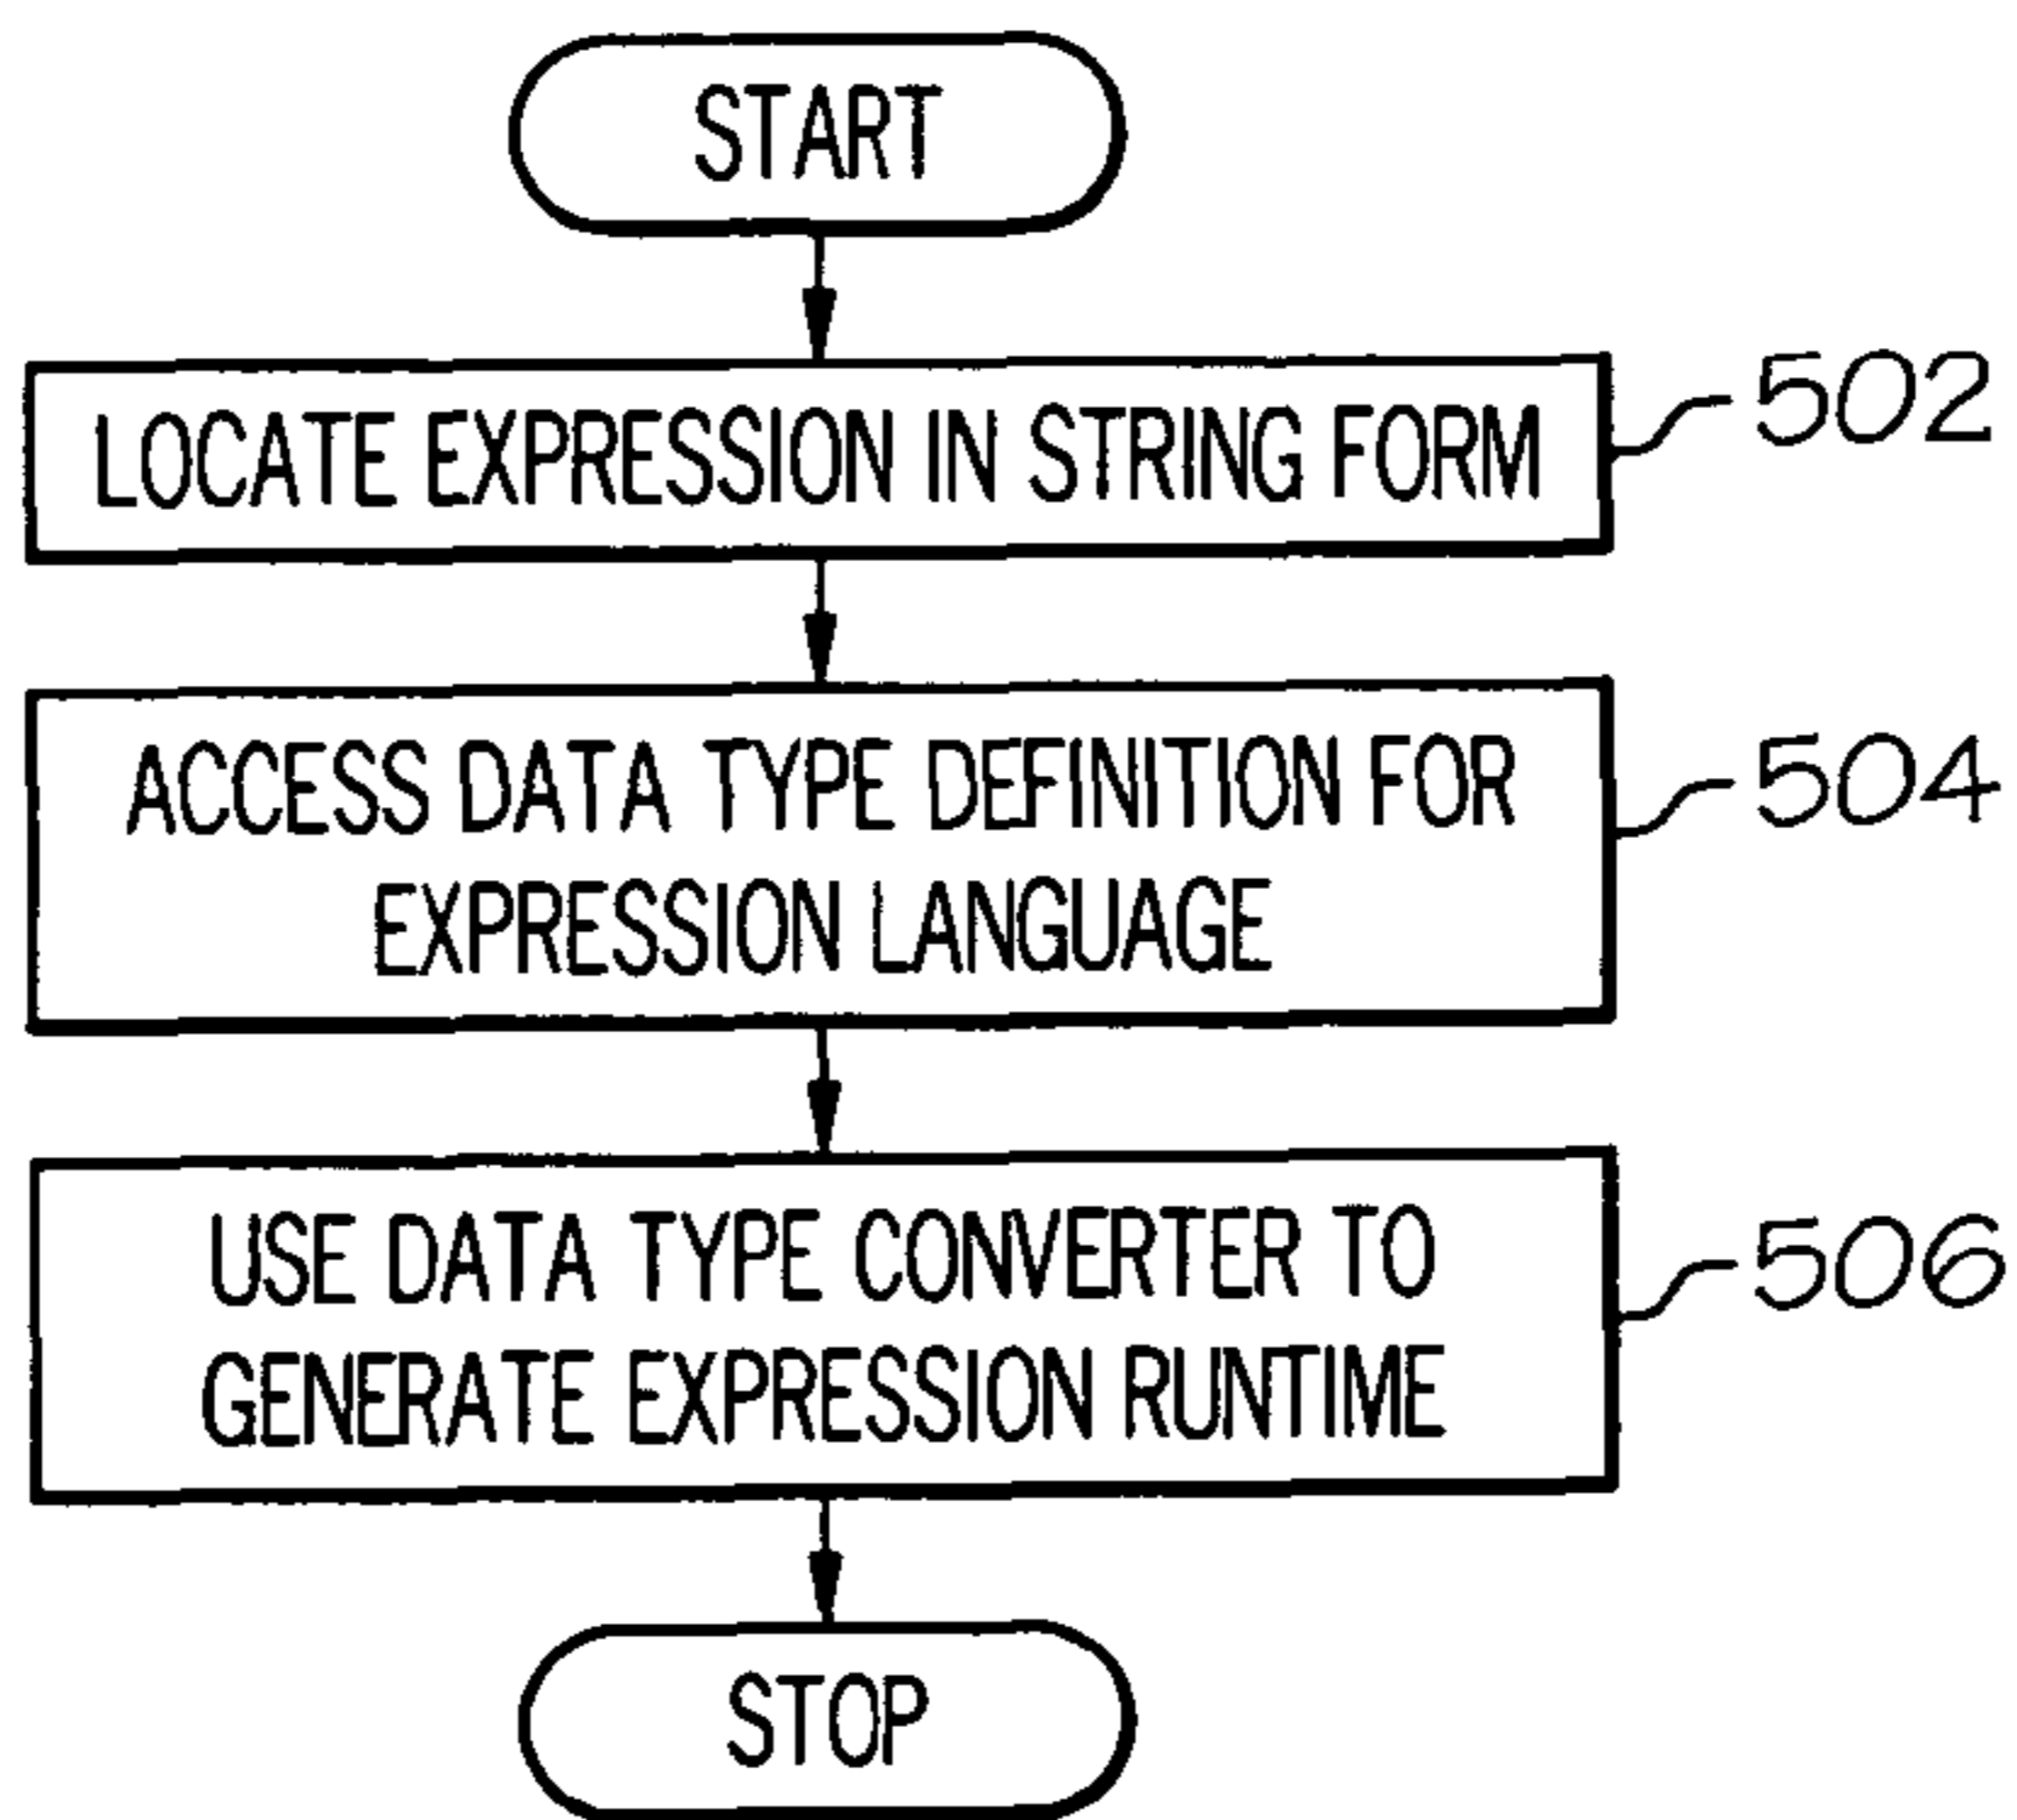 START
LOCATE EXPRESSION IN STRING FORM
502
ACCESS DATA TYPE DEFINITION FOR
EXPRESSION LANGUAGE
504
USE DATA TYPE CONVERTER TO
GENERATE EXPRESSION RUNTIME
506
STOP